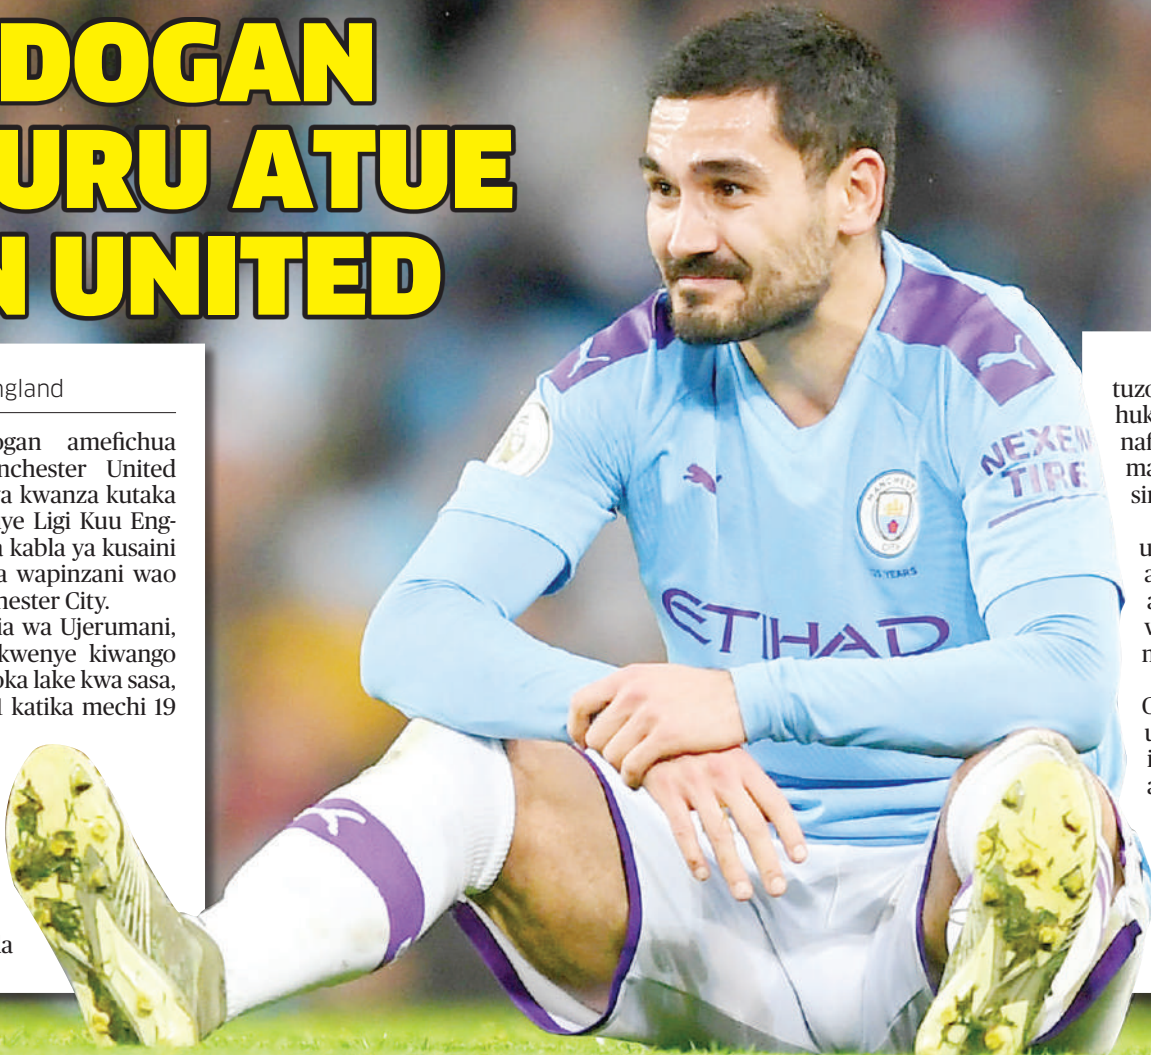 DOGAN
URU ATUE
N UNITED
ngland
ogan amefichua
nchester United
a kwanza kutaka
ye Ligi Kuu Eng-
a kabla ya kusaini
a wapinzani wao
hester City.
ia wa Ujerumani,
kwenye kiwango
oka lake kwa sasa,
l katika mechi 19
a
NEXEN
TIRE
MANCHESTER
CITY
YEARS
ETIHAD
tuzo
huk
naf
ma
sin
u
a
a
v
n
O
u
i
a